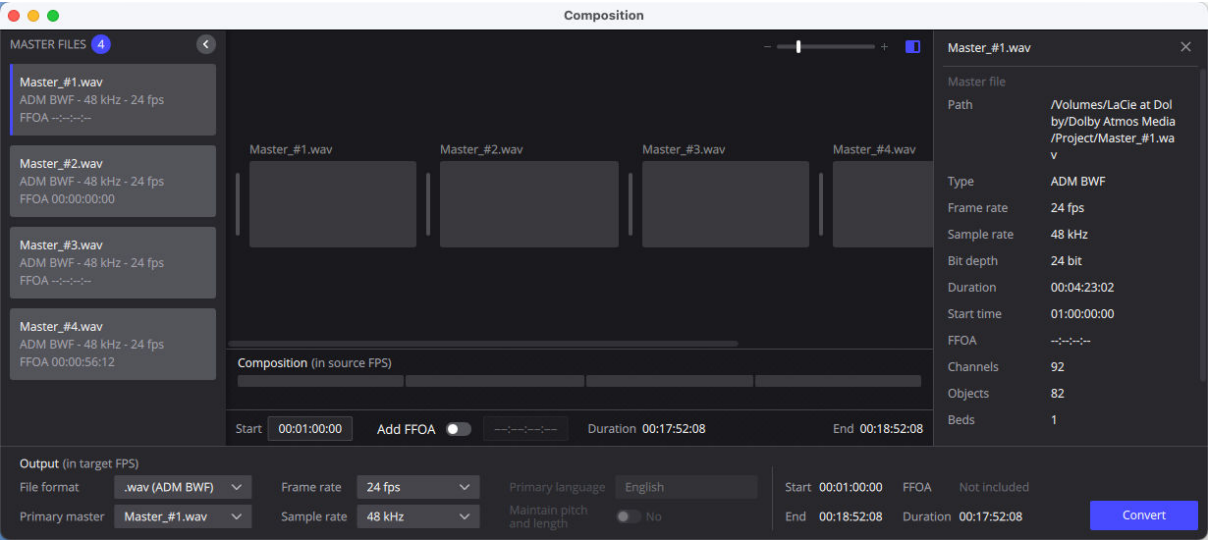 Composition
MASTER FILES 4
Master_#1.wav
ADM BWF - 48 kHz - 24 fps
FFOA --:--:--:--
Master_#2.wav
ADM BWF - 48 kHz - 24 fps
FFOA 00:00:00:00
Master_#3.wav
ADM BWF - 48 kHz - 24 fps
FFOA --:--:--:--
Master_#4.wav
ADM BWF - 48 kHz - 24 fps
FFOA 00:00:56:12
Master_#1.wav Master_#2.wav Master_#3.wav Master_#4.wav
Composition (in source FPS)
Start 00:01:00:00 Add FFOA --:--:--:-- Duration 00:17:52:08 End 00:18:52:08
Master_#1.wav
Master file
Path /Volumes/LaCie at Dol
by/Dolby Atmos Media
/Project/Master_#1.wa
v
Type ADM BWF
Frame rate 24 fps
Sample rate 48 kHz
Bit depth 24 bit
Duration 00:04:23:02
Start time 01:00:00:00
FFOA --:--:--:--
Channels 92
Objects 82
Beds 1
Output (in target FPS)
File format .wav (ADM BWF) Frame rate 24 fps Primary language English Start 00:01:00:00 FFOA Not included
Primary master Master_#1.wav Sample rate 48 kHz Maintain pitch
and length No End 00:18:52:08 Duration 00:17:52:08 Convert